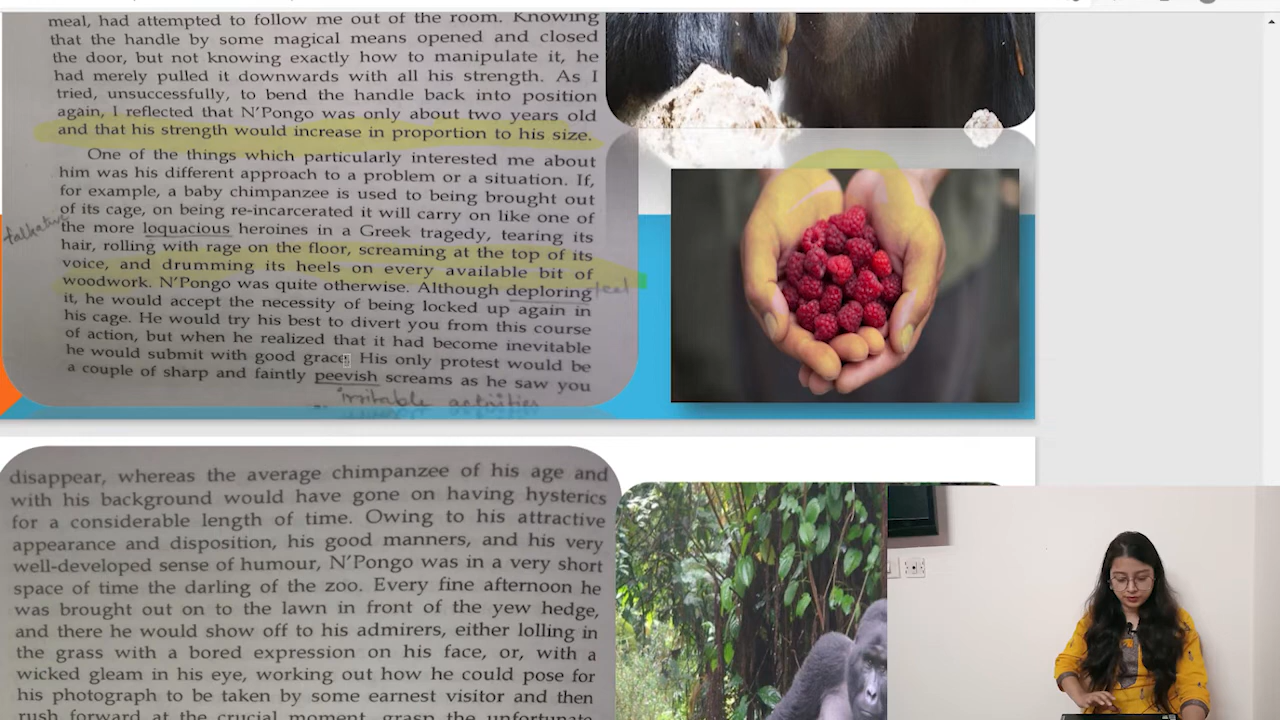 meal, had attempted to follow me out of the room. Knowing
that the handle by some magical means opened and closed
the door, but not knowing exactly how to manipulate it, he
had merely pulled it downwards with all his strength. As I
tried, unsuccessfully, to bend the handle back into position
again, I reflected that N'Pongo was only about two years old
and that his strength would increase in proportion to his size.
One of the things which particularly interested me about
him was his different approach to a problem or a situation. If,
for example, a baby chimpanzee is used to being brought out
of its cage, on being re-incarcerated it will carry on like one of
talkative
the more loquacious heroines in a Greek tragedy, tearing its
hair, rolling with rage on the floor, screaming at the top of its
voice, and drumming its heels on every available bit of
woodwork. N'Pongo was quite otherwise. Although deploring
it, he would accept the necessity of being locked up again in
his cage. He would try his best to divert you from this course
of action, but when he realized that it had become inevitable
he would submit with good grace. His only protest would be
a couple of sharp and faintly peevish screams as he saw you
irritable activities
disappear, whereas the average chimpanzee of his age and
with his background would have gone on having hysterics
for a considerable length of time. Owing to his attractive
appearance and disposition, his good manners, and his very
well-developed sense of humour, N'Pongo was in a very short
space of time the darling of the zoo. Every fine afternoon he
was brought out on to the lawn in front of the yew hedge,
and there he would show off to his admirers, either lolling in
the grass with a bored expression on his face, or, with a
wicked gleam in his eye, working out how he could pose for
his photograph to be taken by some earnest visitor and then
rush forward at the crucial moment, grasp the unfortunate